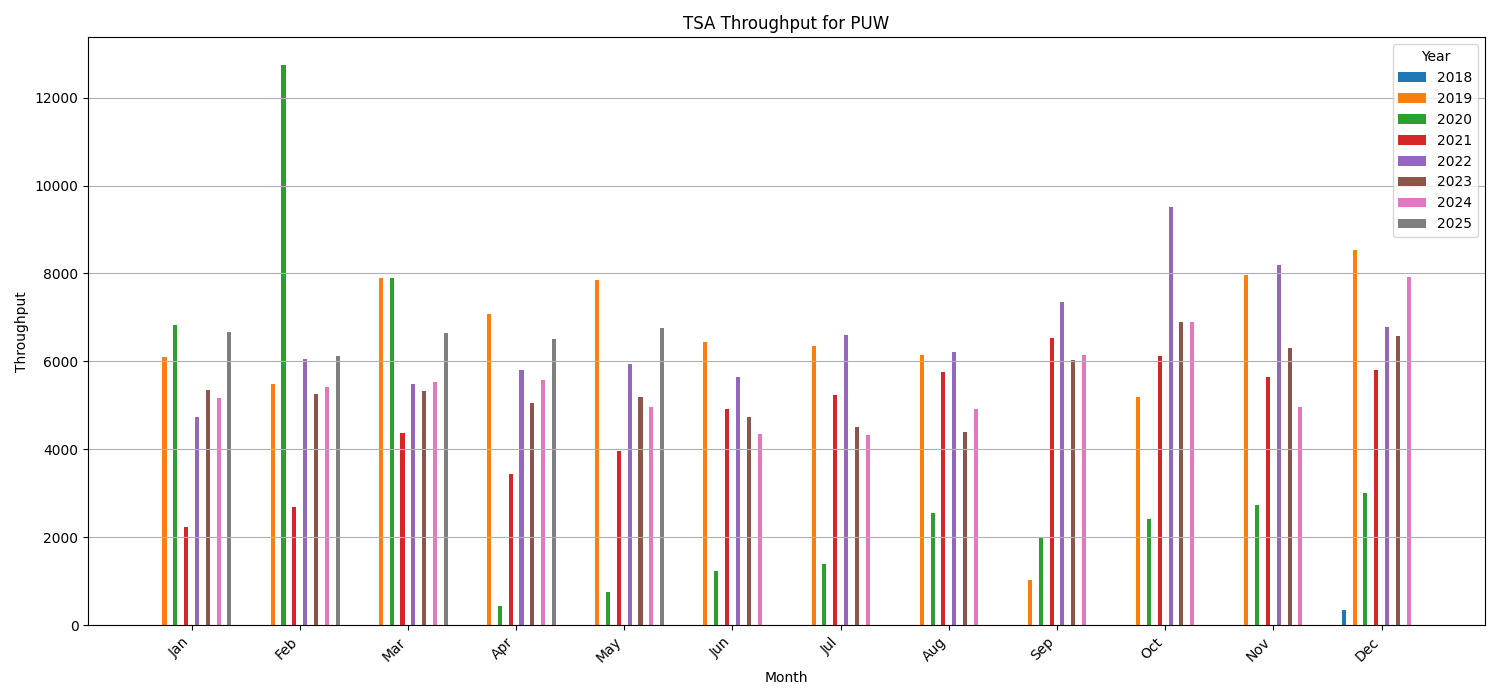 TSA Throughput for PUW
Throughput
12000
10000
8000
6000
4000
2000
0
Jan
Feb
Mar
Apr
May
Jun
Jul
Aug
Sep
Oct
Nov
Dec
Month
Year
2018
2019
2020
2021
2022
2023
2024
2025